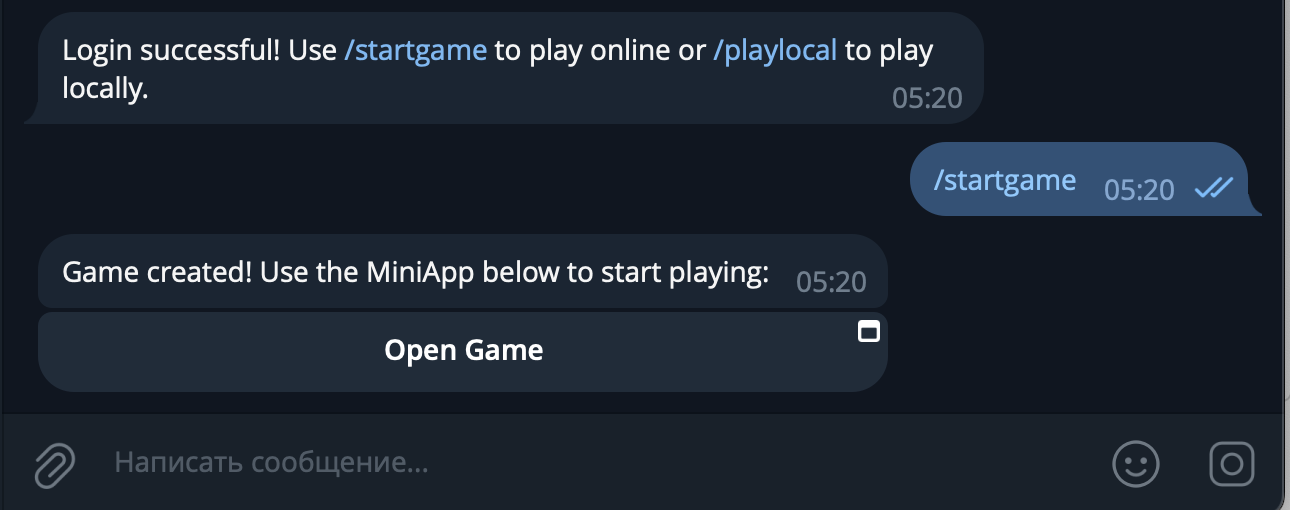 Login successful! Use /startgame to play online or /playlocal to play
locally.
05:20
/startgame 05:20
Game created! Use the MiniApp below to start playing: 05:20
Open Game
Написать сообщение...